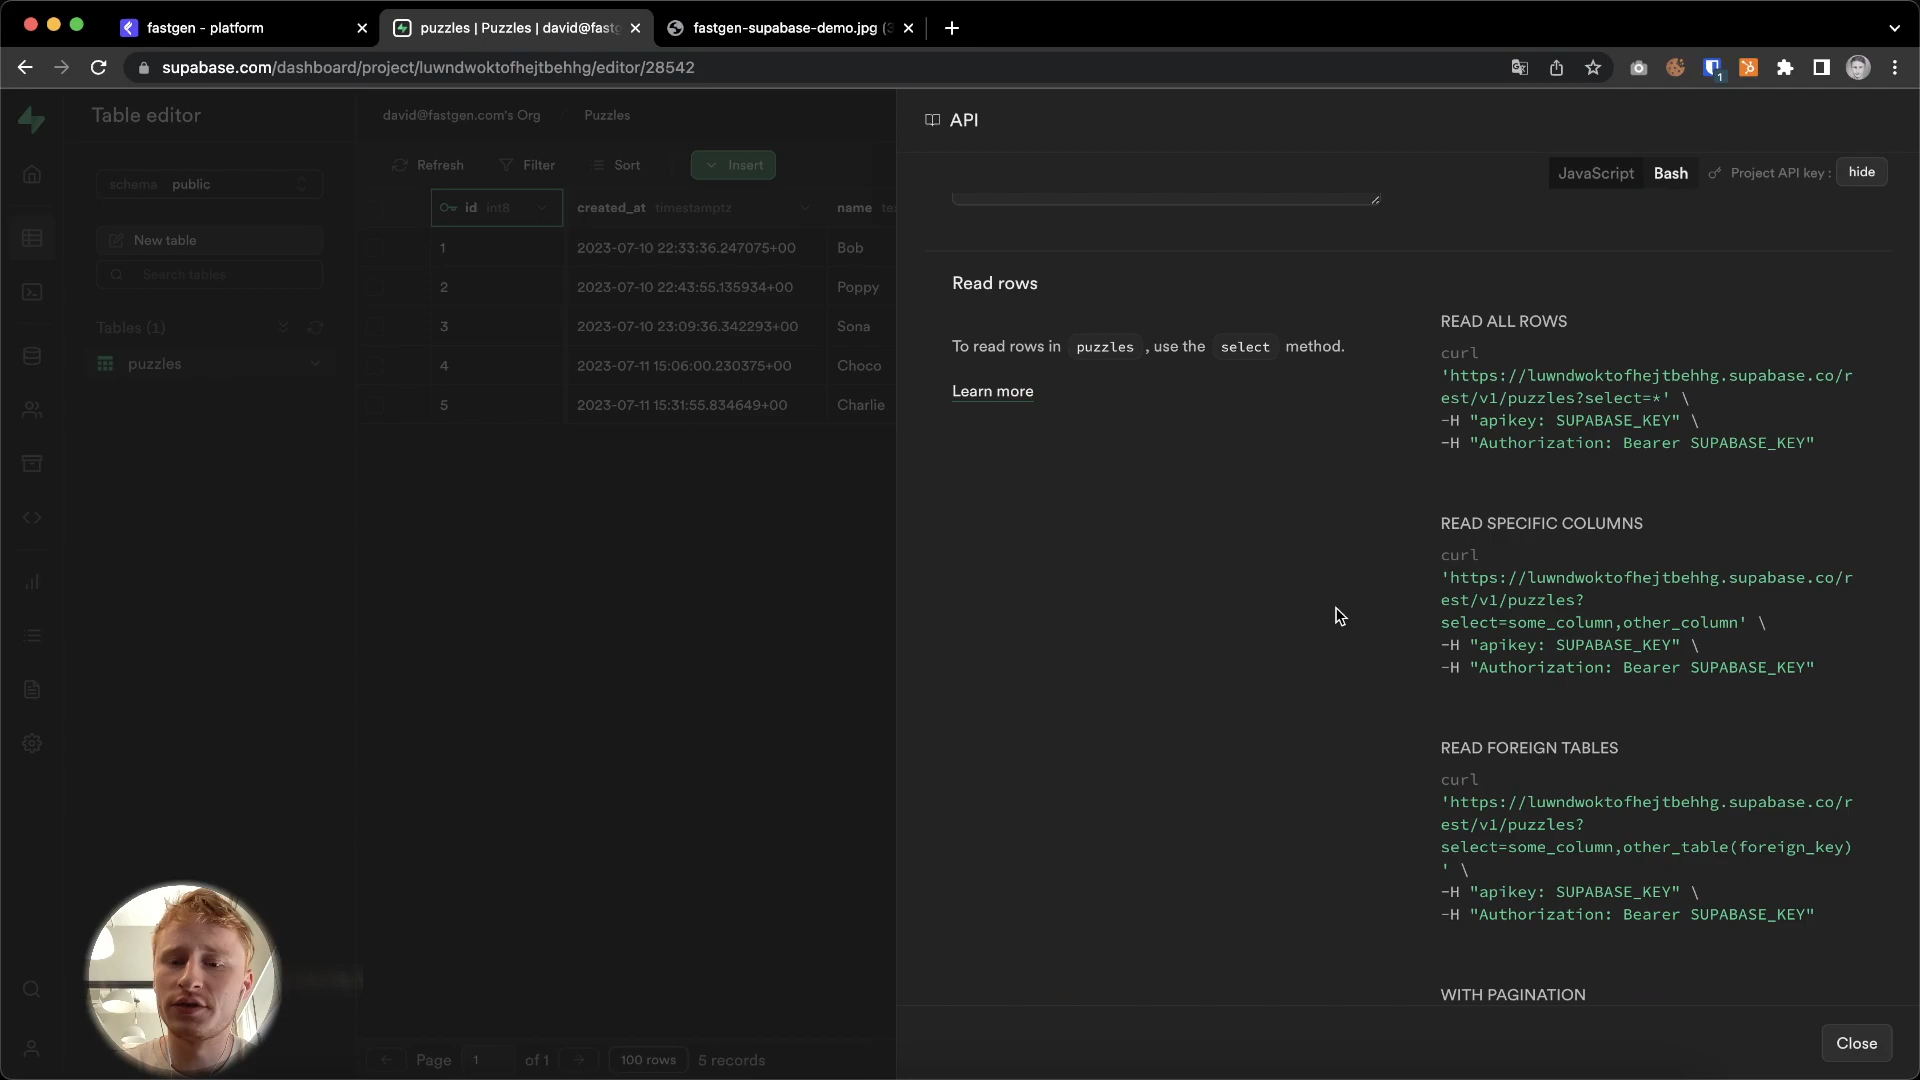 fastgen - platform
puzzles | Puzzles | david@fastg
fastgen-supabase-demo.jpg (3
supabase.com/dashboard/project/luwndwoktofhejtbehhg/editor/28542
1
Table editor
david@fastgen.com's Org / Puzzles
Refresh Filter Sort Insert
schema public
New table
Search tables
Tables (1)
puzzles
id int8 created_at timestamptz name te
1 2023-07-10 22:33:36.247075+00 Bob
2 2023-07-10 22:43:55.135934+00 Poppy
3 2023-07-10 23:09:36.342293+00 Sona
4 2023-07-11 15:06:00.230375+00 Choco
5 2023-07-11 15:31:55.834649+00 Charlie
Page 1 of 1 100 rows 5 records
API
JavaScript Bash Project API key : hide
Read rows
To read rows in puzzles , use the select method.
Learn more
READ ALL ROWS
curl
'https://luwndwoktofhejtbehhg.supabase.co/r
est/v1/puzzles?select=*' \
-H "apikey: SUPABASE_KEY" \
-H "Authorization: Bearer SUPABASE_KEY"
READ SPECIFIC COLUMNS
curl
'https://luwndwoktofhejtbehhg.supabase.co/r
est/v1/puzzles?
select=some_column,other_column' \
-H "apikey: SUPABASE_KEY" \
-H "Authorization: Bearer SUPABASE_KEY"
READ FOREIGN TABLES
curl
'https://luwndwoktofhejtbehhg.supabase.co/r
est/v1/puzzles?
select=some_column,other_table(foreign_key)
' \
-H "apikey: SUPABASE_KEY" \
-H "Authorization: Bearer SUPABASE_KEY"
WITH PAGINATION
Close